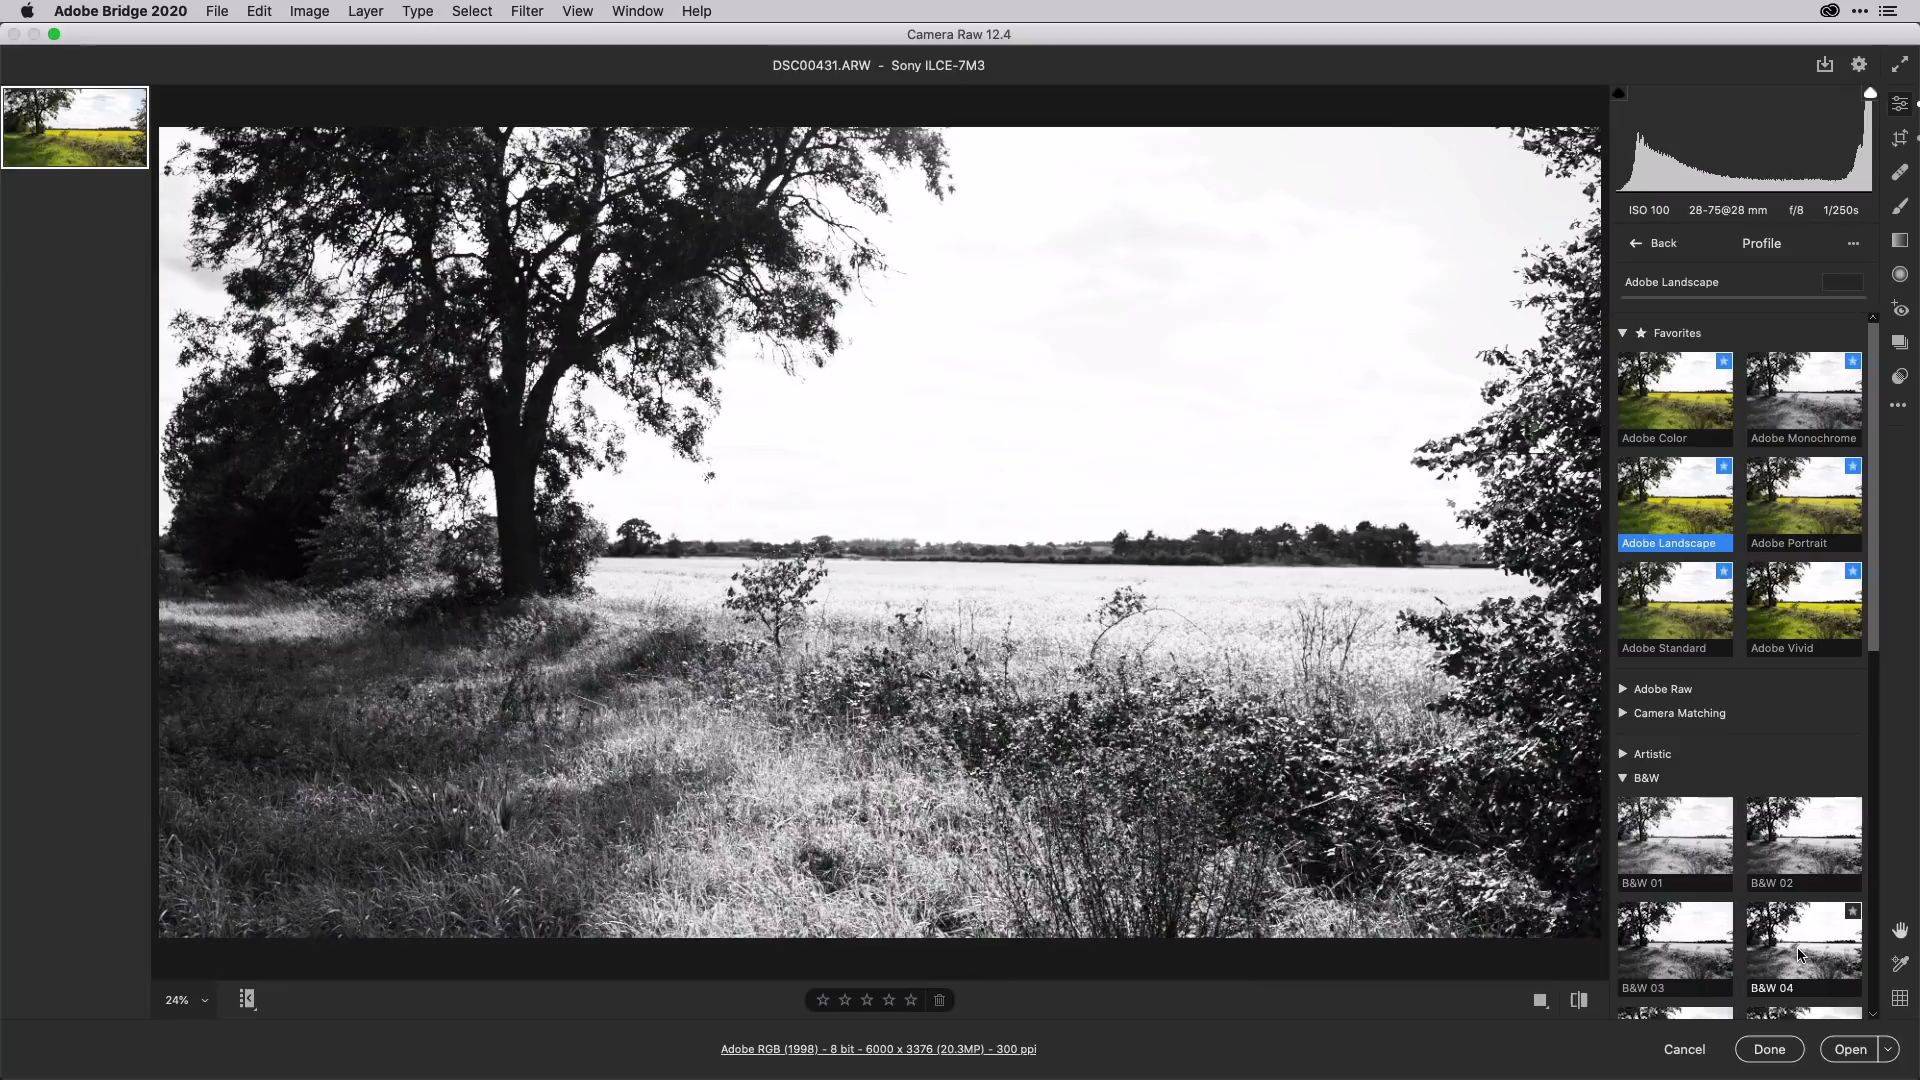 Adobe Bridge 2020 File Edit Image Layer Type Select Filter View Window Help
Camera Raw 12.4
DSC00431.ARW - Sony ILCE-7M3
ISO 100 28-75@28 mm f/8 1/250s
Back Profile
Adobe Landscape
Favorites
Adobe Color Adobe Monochrome
Adobe Landscape Adobe Portrait
Adobe Standard Adobe Vivid
Adobe Raw
Camera Matching
Artistic
B&W
B&W 01 B&W 02
B&W 03 B&W 04
24%
Adobe RGB (1998) - 8 bit - 6000 x 3376 (20.3MP) - 300 ppi
Cancel Done Open